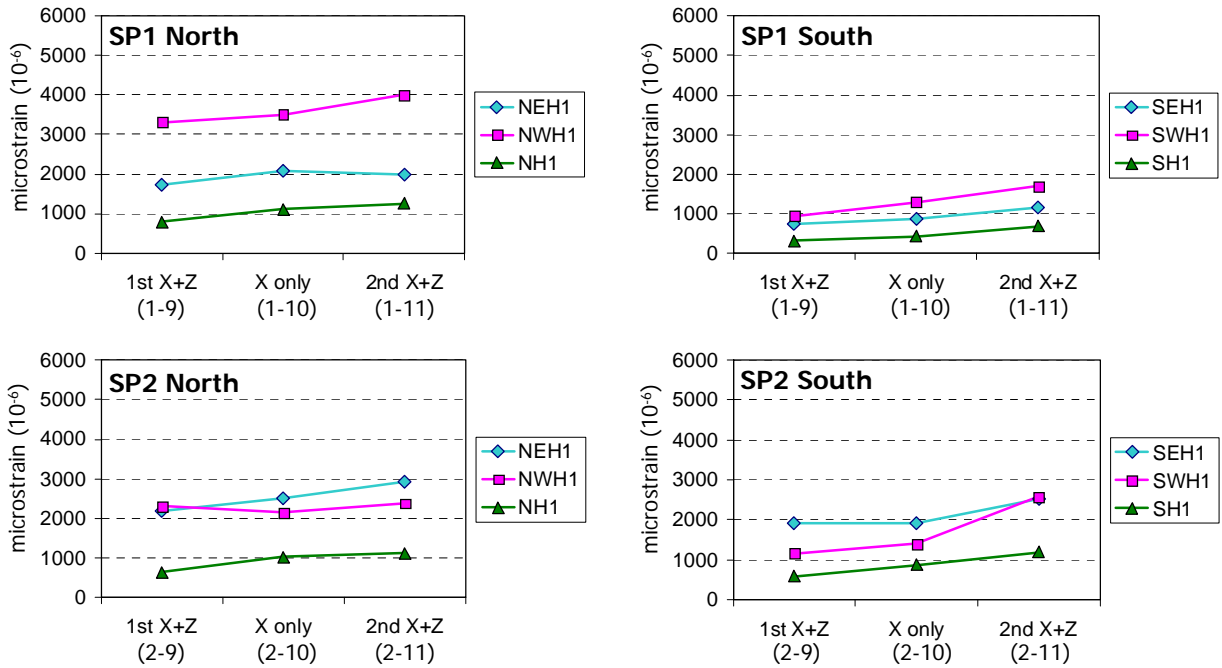 SP1 North
microstrain (10-6)
6000
5000
4000
3000
2000
1000
0
1st X+Z
(1-9)
X only
(1-10)
2nd X+Z
(1-11)
NEH1
NWH1
NH1
SP1 South
microstrain (10-6)
6000
5000
4000
3000
2000
1000
0
1st X+Z
(1-9)
X only
(1-10)
2nd X+Z
(1-11)
SEH1
SWH1
SH1
SP2 North
microstrain (10-6)
6000
5000
4000
3000
2000
1000
0
1st X+Z
(2-9)
X only
(2-10)
2nd X+Z
(2-11)
NEH1
NWH1
NH1
SP2 South
microstrain (10-6)
6000
5000
4000
3000
2000
1000
0
1st X+Z
(2-9)
X only
(2-10)
2nd X+Z
(2-11)
SEH1
SWH1
SH1